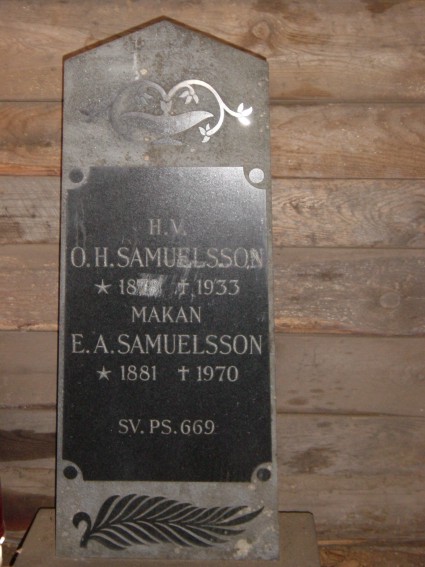 H.V.
O.H. SAMUELSSON
† 1933
MAKAN
E.A. SAMUELSSON
★ 1881 † 1970
SV. PS. 669